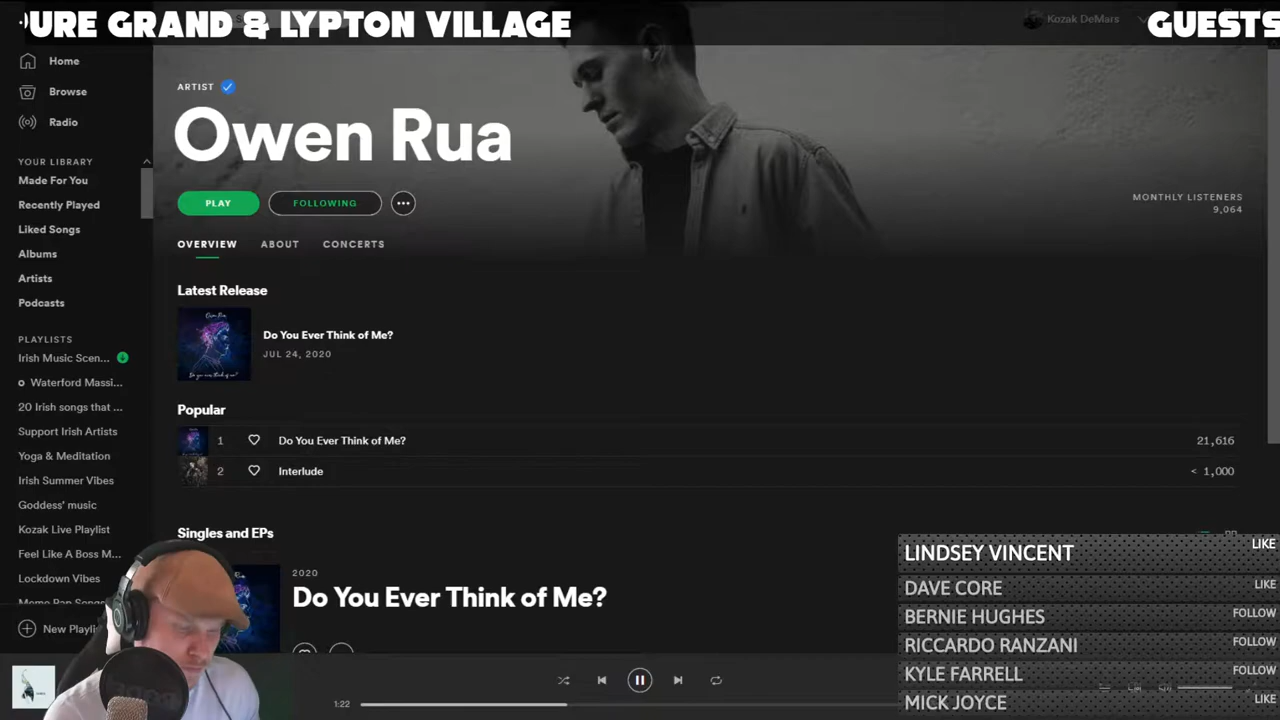 URE GRAND & LYPTON VILLAGE
GUESTS
Kozak DeMars
Home
Browse
Radio
YOUR LIBRARY
Made For You
Recently Played
Liked Songs
Albums
Artists
Podcasts
PLAYLISTS
Irish Music Scen...
Waterford Massi...
20 Irish songs that ...
Support Irish Artists
Yoga & Meditation
Irish Summer Vibes
Goddess' music
Kozak Live Playlist
Feel Like A Boss M...
Lockdown Vibes
New Playli
ARTIST
Owen Rua
PLAY
FOLLOWING
MONTHLY LISTENERS
9,064
OVERVIEW ABOUT CONCERTS
Latest Release
Do You Ever Think of Me?
JUL 24, 2020
Popular
1 Do You Ever Think of Me? 21,616
2 Interlude < 1,000
Singles and EPs
2020
Do You Ever Think of Me?
1:22
LINDSEY VINCENT LIKE
DAVE CORE LIKE
BERNIE HUGHES FOLLOW
RICCARDO RANZANI FOLLOW
KYLE FARRELL FOLLOW
MICK JOYCE LIKE